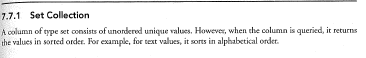 7.7.1 Set Collection
A column of type set consists of unordered unique values. However, when the column is queried, it returns
the values in sorted order. For example, for text values, it sorts in alphabetical order.